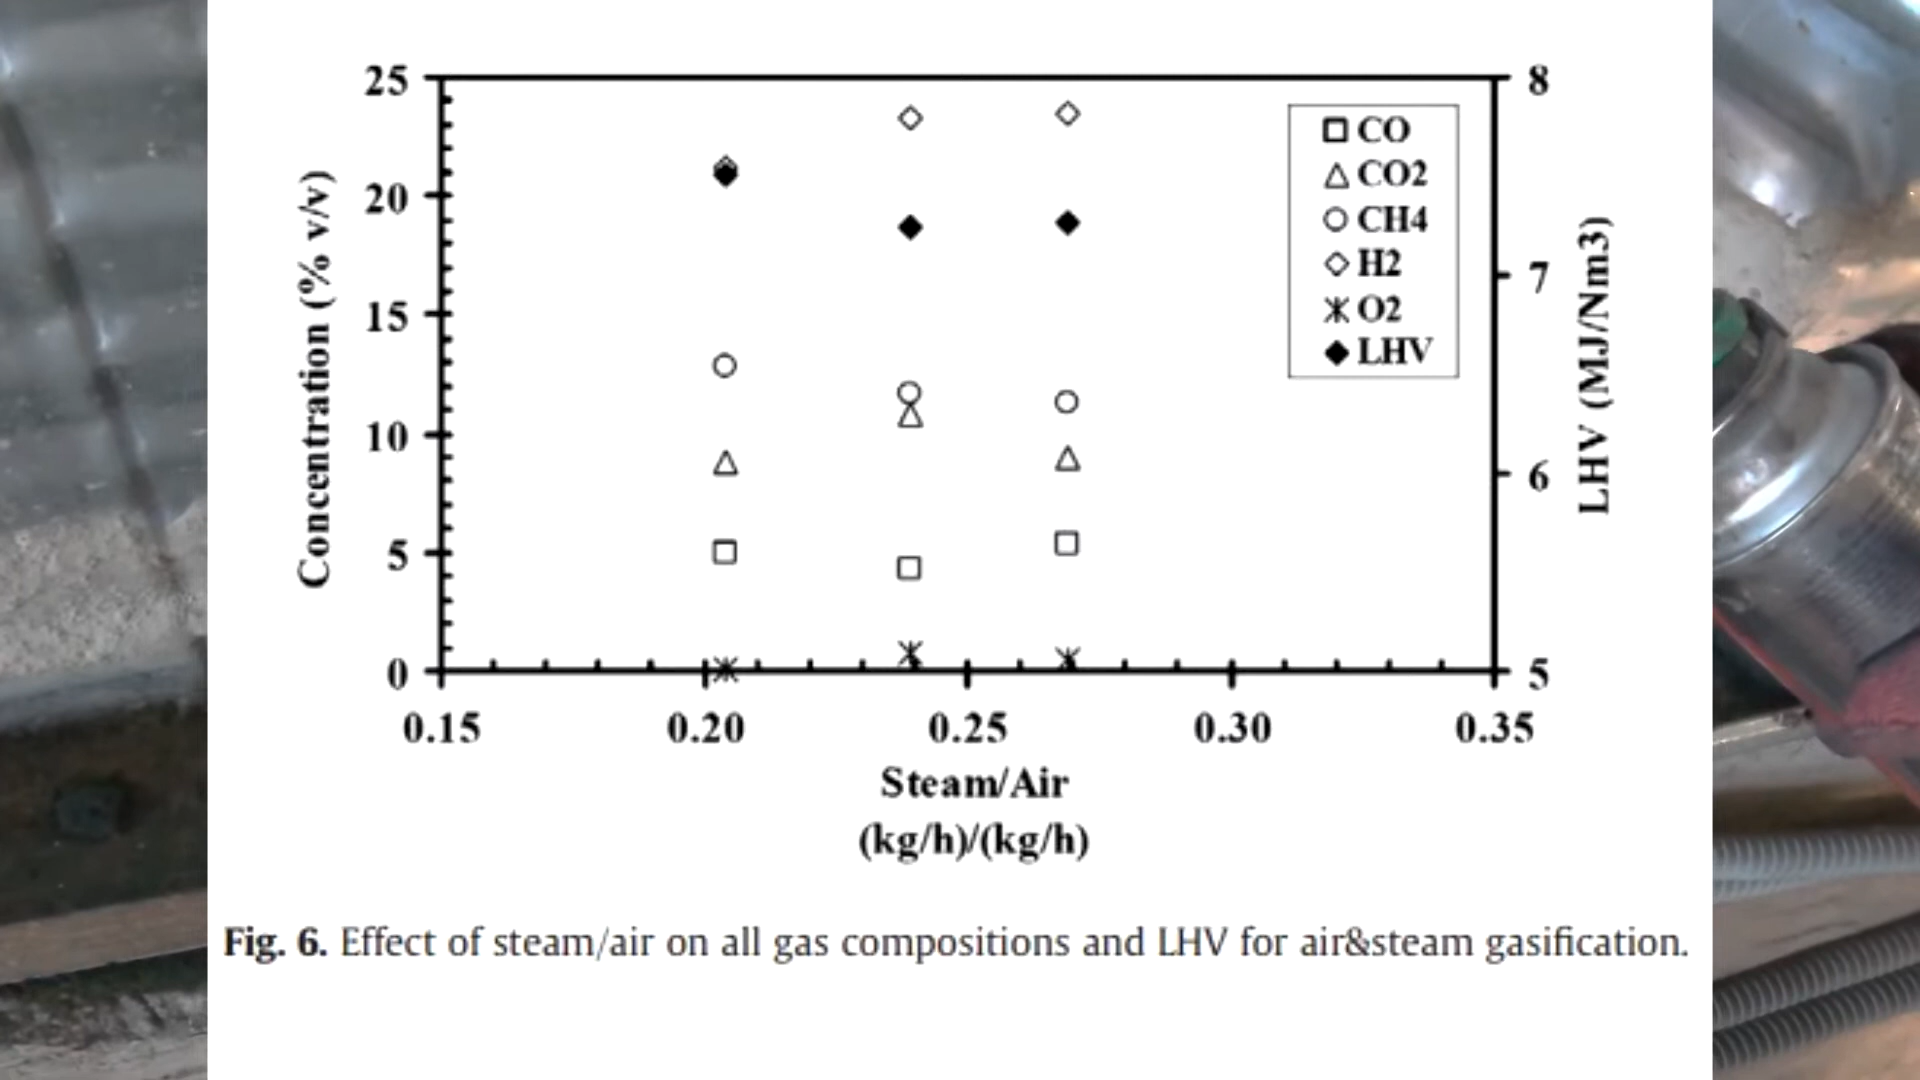 25
20
15
10
5
0
Concentration (% v/v)
8
7
6
5
LHV (MJ/Nm3)
CO
CO2
CH4
H2
O2
LHV
0.15 0.20 0.25 0.30 0.35
Steam/Air
(kg/h)/(kg/h)
Fig. 6. Effect of steam/air on all gas compositions and LHV for air&steam gasification.